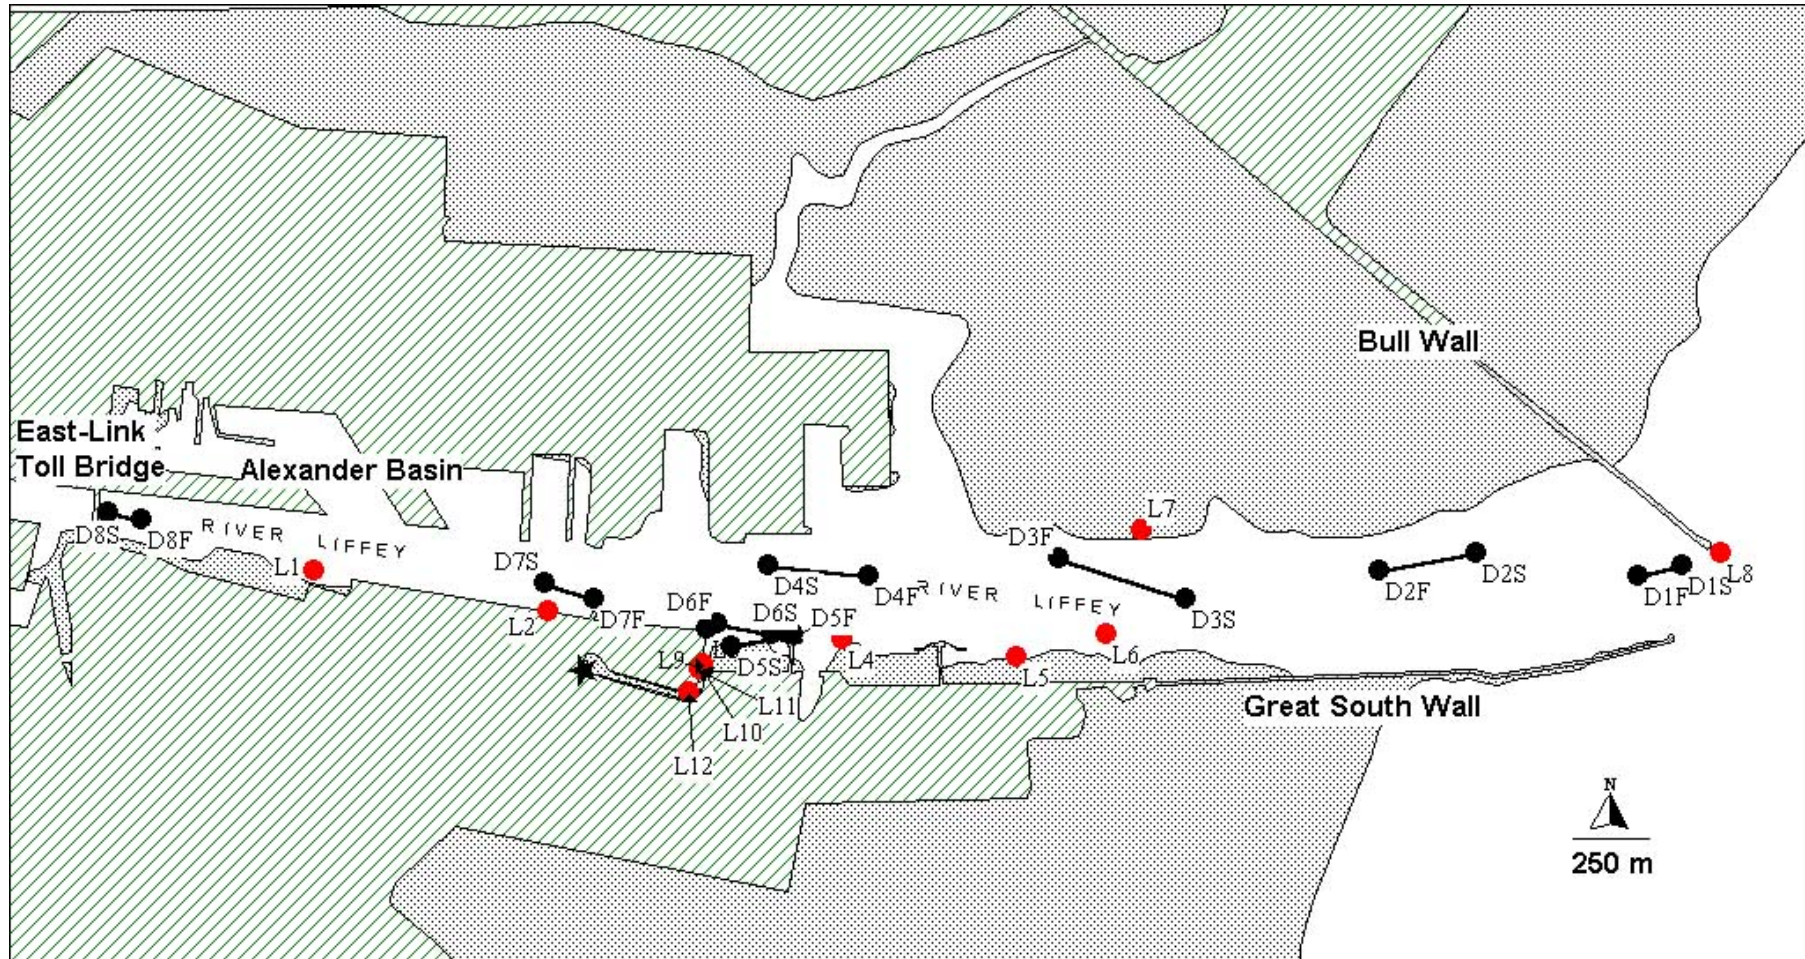 Bull Wall
East-Link
Toll Bridge
Alexander Basin
D8S
D8F
RIVER LIFFEY
L1
D7S
D7F
L2
D4S
D4F
RIVER LIFFEY
D3F
D3S
L7
D2F
D2S
D1F
D1S
L8
D6F
D6S
D5F
D5S
L
L9
L4
L5
L6
L11
L10
L12
Great South Wall
N
250 m